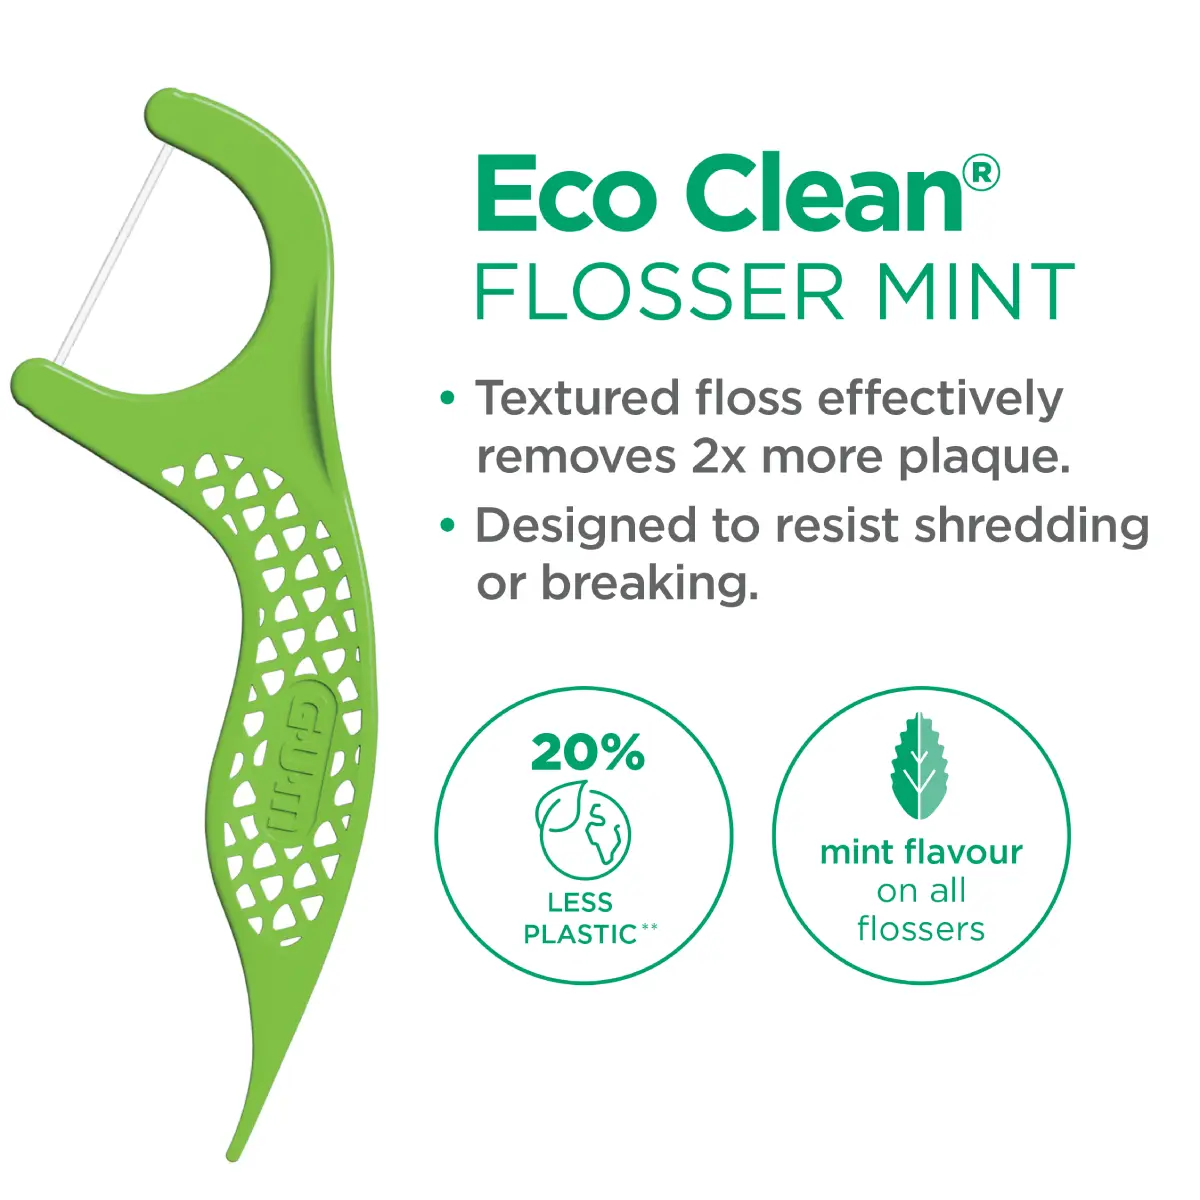 Eco Clean®
FLOSSER MINT
• Textured floss effectively
removes 2x more plaque.
• Designed to resist shredding
or breaking.
20%
LESS
PLASTIC**
mint flavour
on all
flossers
G·U·M